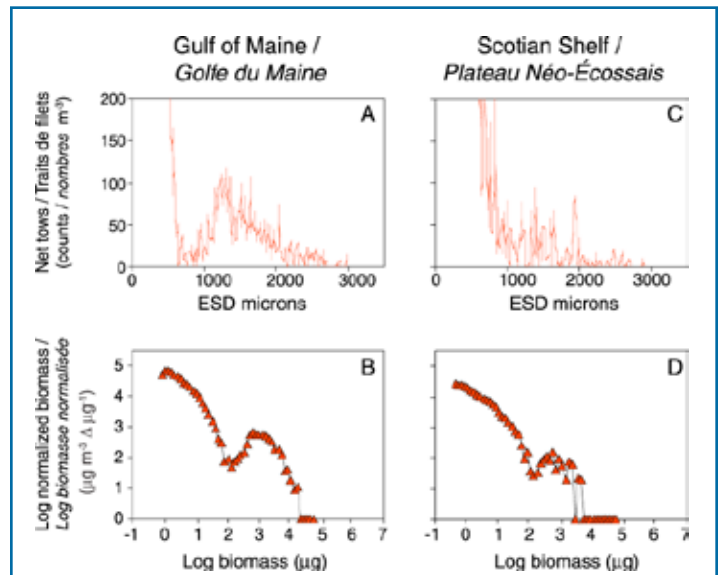 Gulf of Maine /
Golfe du Maine
Scotian Shelf /
Plateau Néo-Écossais
Net tows / Traits de filets
(counts / nombres m-3)
200
150
100
50
0
A
0
1000
2000
3000
ESD microns
C
0
1000
2000
3000
ESD microns
Log normalized biomass /
Log biomasse normalisée
(µg m-3 Δ µg-1)
5
4
3
2
1
0
B
-1 0 1 2 3 4 5 6 7
Log biomass (µg)
D
-1 0 1 2 3 4 5 6 7
Log biomass (µg)